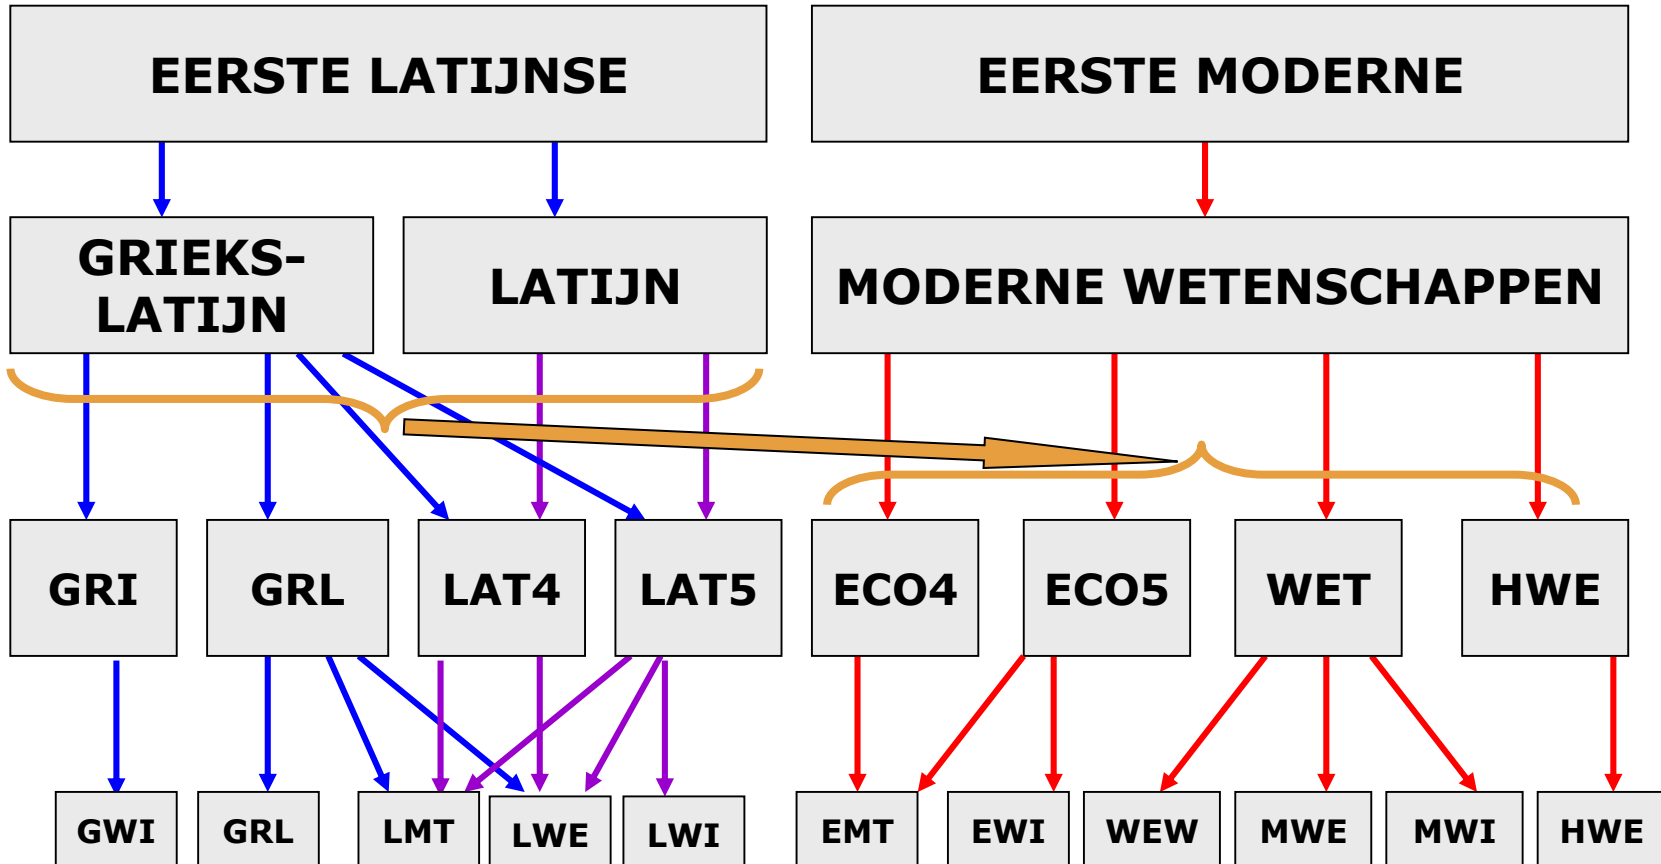 EERSTE LATIJNSE
EERSTE MODERNE
GRIEKS-
LATIJN
LATIJN
MODERNE WETENSCHAPPEN
GRI
GRL
LAT4
LAT5
ECO4
ECO5
WET
HWE
GWI
GRL
LMT
LWE
LWI
EMT
EWI
WEW
MWE
MWI
HWE